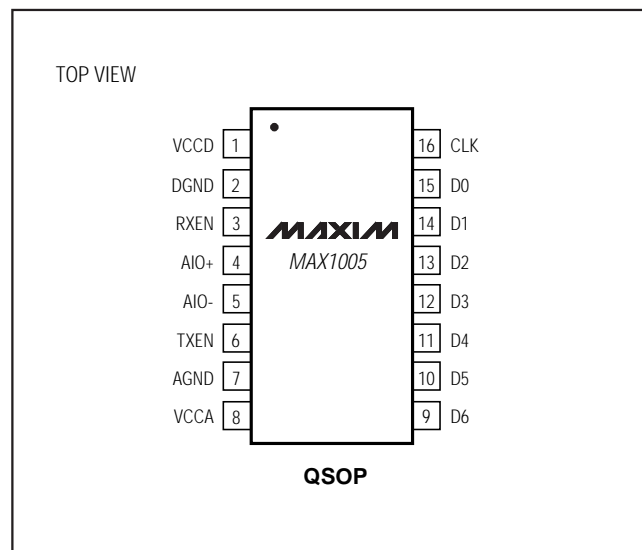 TOP VIEW
VCCD 1 16 CLK
DGND 2 15 D0
RXEN 3 14 D1
MAXIM
AIO+ 4 MAX1005 13 D2
AIO- 5 12 D3
TXEN 6 11 D4
AGND 7 10 D5
VCCA 8 9 D6
QSOP